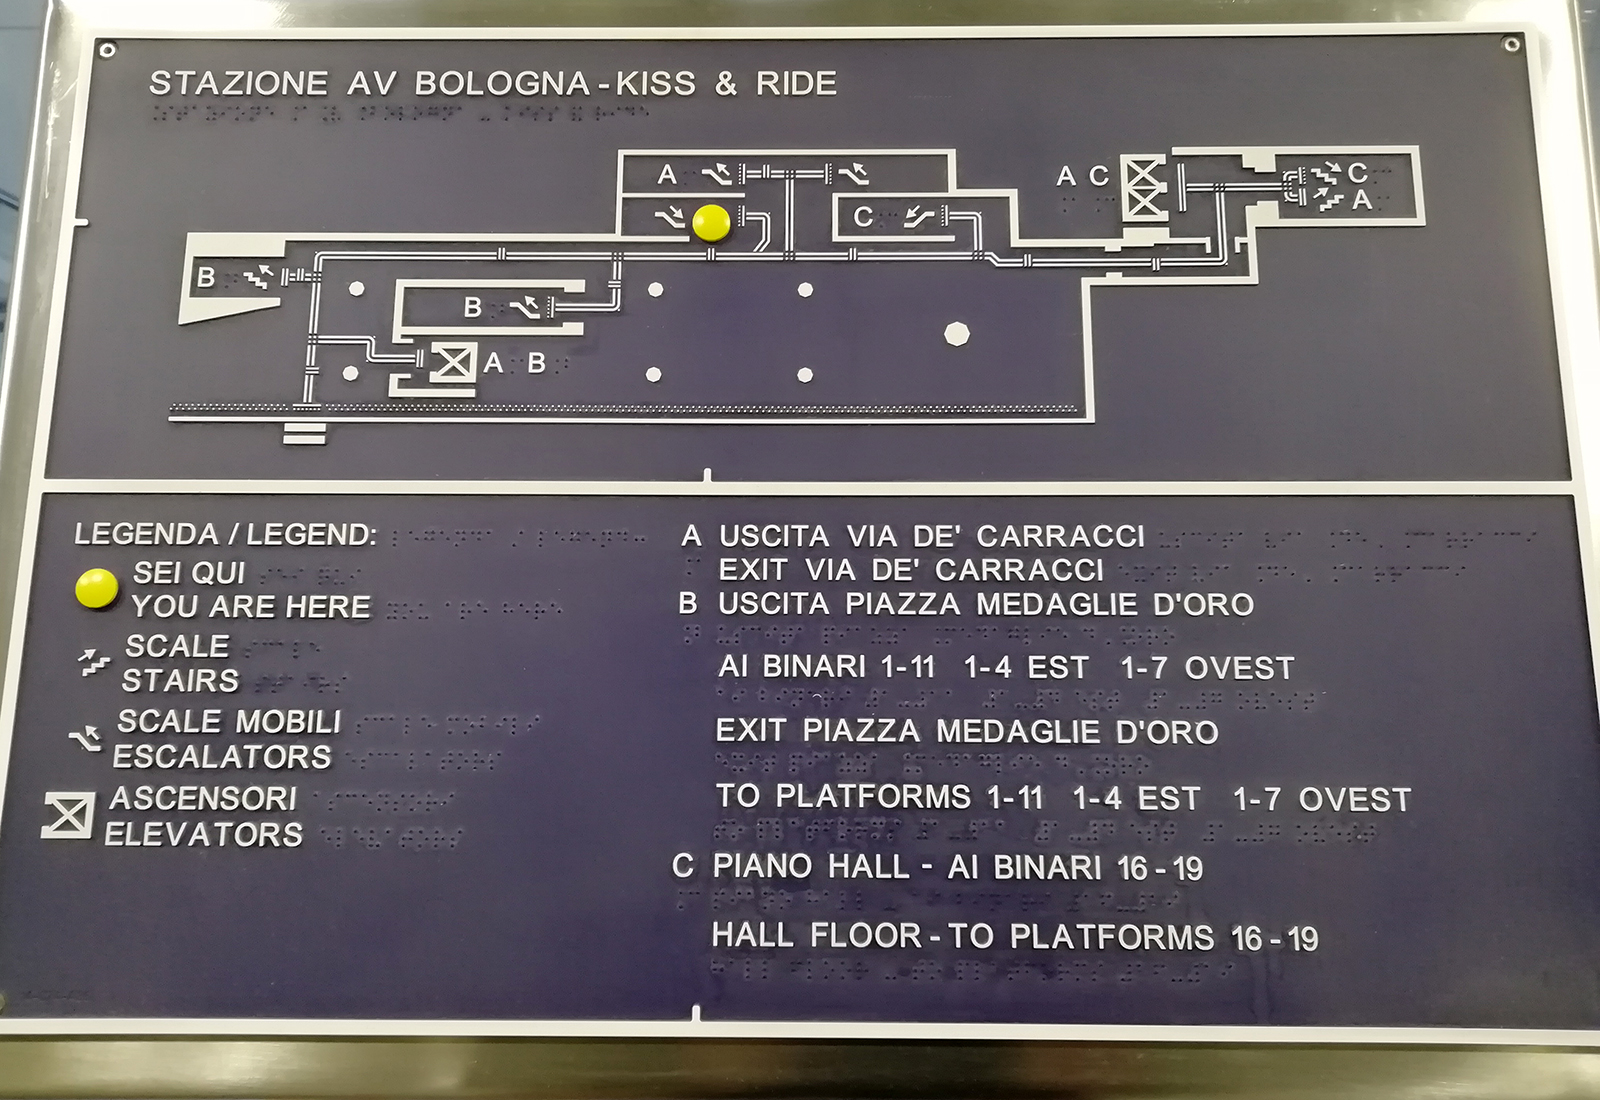 STAZIONE AV BOLOGNA - KISS & RIDE
A
A C
C
A
C
B
B
A B
LEGENDA / LEGEND:
SEI QUI
YOU ARE HERE
SCALE
STAIRS
SCALE MOBILI
ESCALATORS
ASCENSORI
ELEVATORS
A USCITA VIA DE' CARRACCI
EXIT VIA DE' CARRACCI
B USCITA PIAZZA MEDAGLIE D'ORO
AI BINARI 1-11 1-4 EST 1-7 OVEST
EXIT PIAZZA MEDAGLIE D'ORO
TO PLATFORMS 1-11 1-4 EST 1-7 OVEST
C PIANO HALL - AI BINARI 16 - 19
HALL FLOOR - TO PLATFORMS 16 - 19